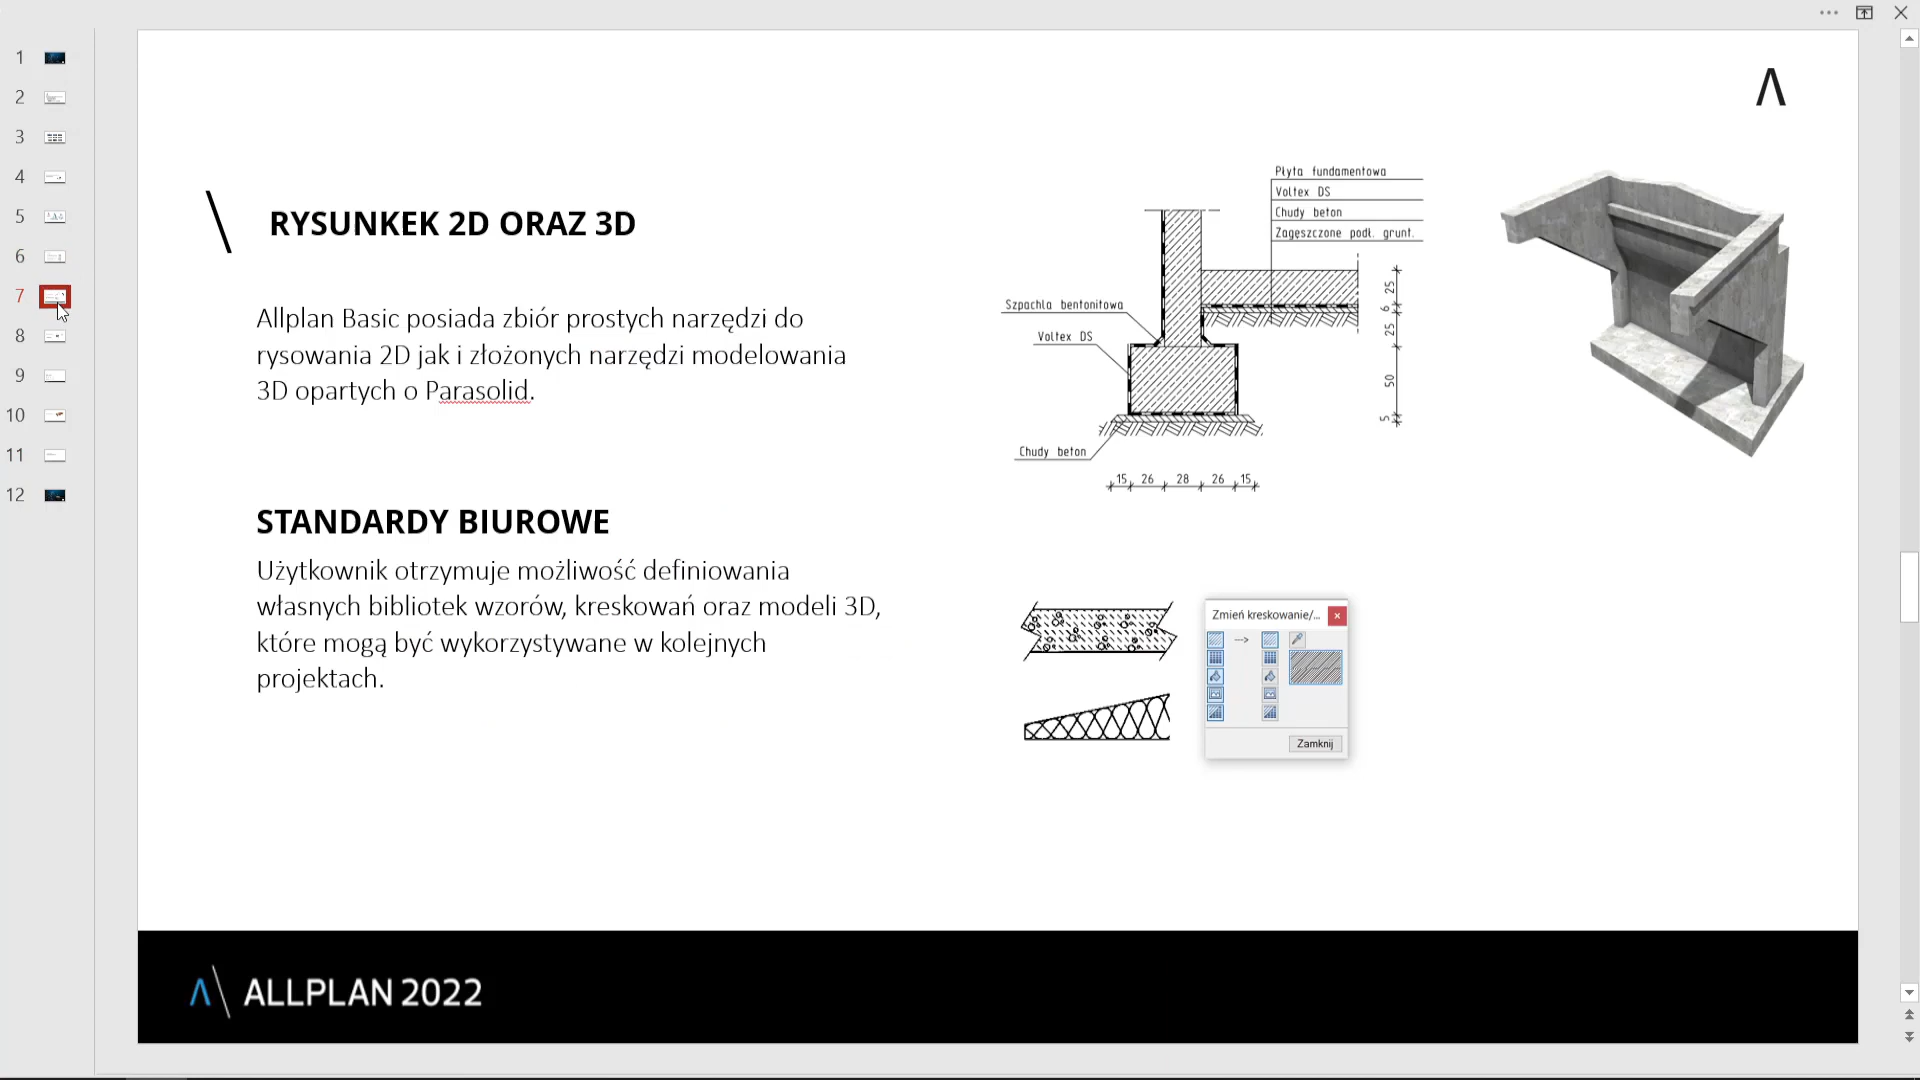 1
2
3
4
5
6
7
8
9
10
11
12
RYSUNKEK 2D ORAZ 3D
Allplan Basic posiada zbiór prostych narzędzi do
rysowania 2D jak i złożonych narzędzi modelowania
3D opartych o Parasolid.
STANDARDY BIUROWE
Użytkownik otrzymuje możliwość definiowania
własnych bibliotek wzorów, kreskowań oraz modeli 3D,
które mogą być wykorzystywane w kolejnych
projektach.
Płyta fundamentowa
Voltex DS
Chudy beton
Zagęszczone podł. grunt.
Szpachla bentonitowa
Voltex DS
Chudy beton
25
6
25
50
5
15 26 28 26 15
Zmień kreskowanie/...
-->
Zamknij
ALLPLAN 2022